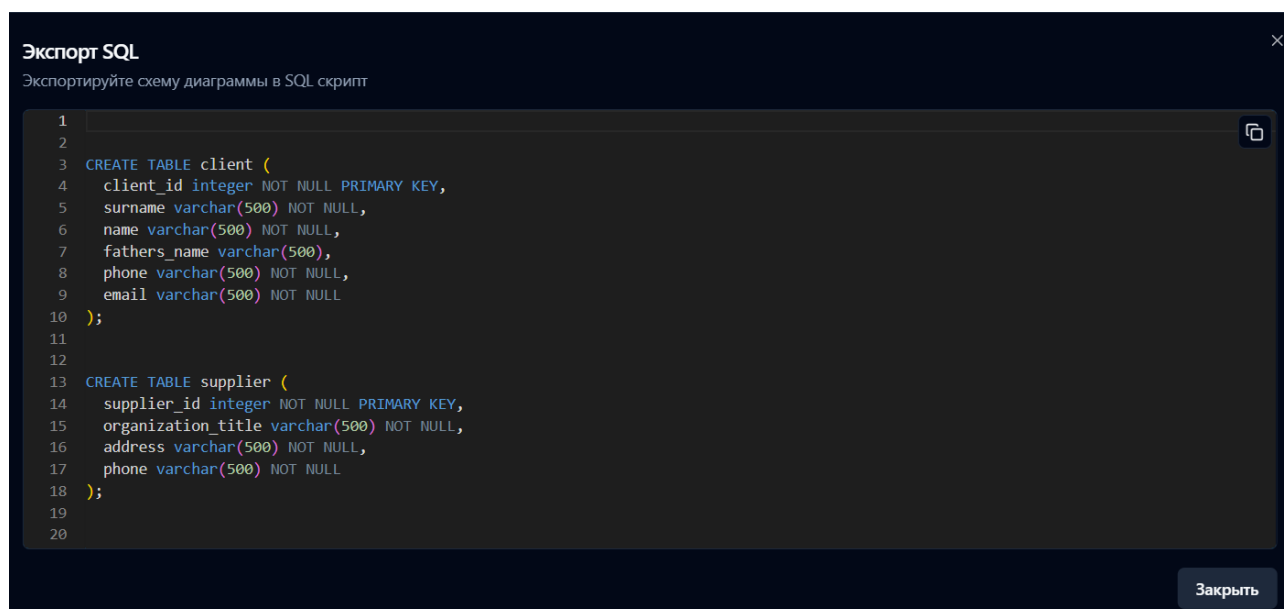 Экспорт SQL
Экспортируйте схему диаграммы в SQL скрипт
1
2
3 CREATE TABLE client (
4 client_id integer NOT NULL PRIMARY KEY,
5 surname varchar(500) NOT NULL,
6 name varchar(500) NOT NULL,
7 fathers_name varchar(500),
8 phone varchar(500) NOT NULL,
9 email varchar(500) NOT NULL
10 );
11
12
13 CREATE TABLE supplier (
14 supplier_id integer NOT NULL PRIMARY KEY,
15 organization_title varchar(500) NOT NULL,
16 address varchar(500) NOT NULL,
17 phone varchar(500) NOT NULL
18 );
19
20
Закрыть